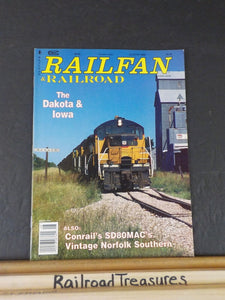 RAILFAN
& RAILROAD
The
Dakota &
Iowa
ALSO:
Conrail's SD80MAC's
Vintage Norfolk Southern
RailroadTreasures